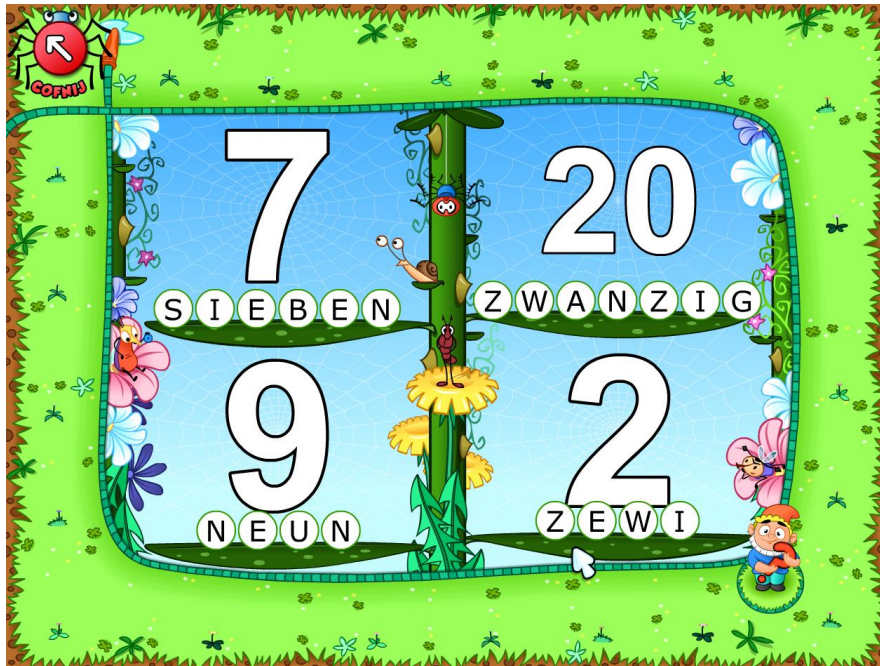 COFNIJ
7
20
SIEBEN
ZWANZIG
9
2
NEUN
ZEWI